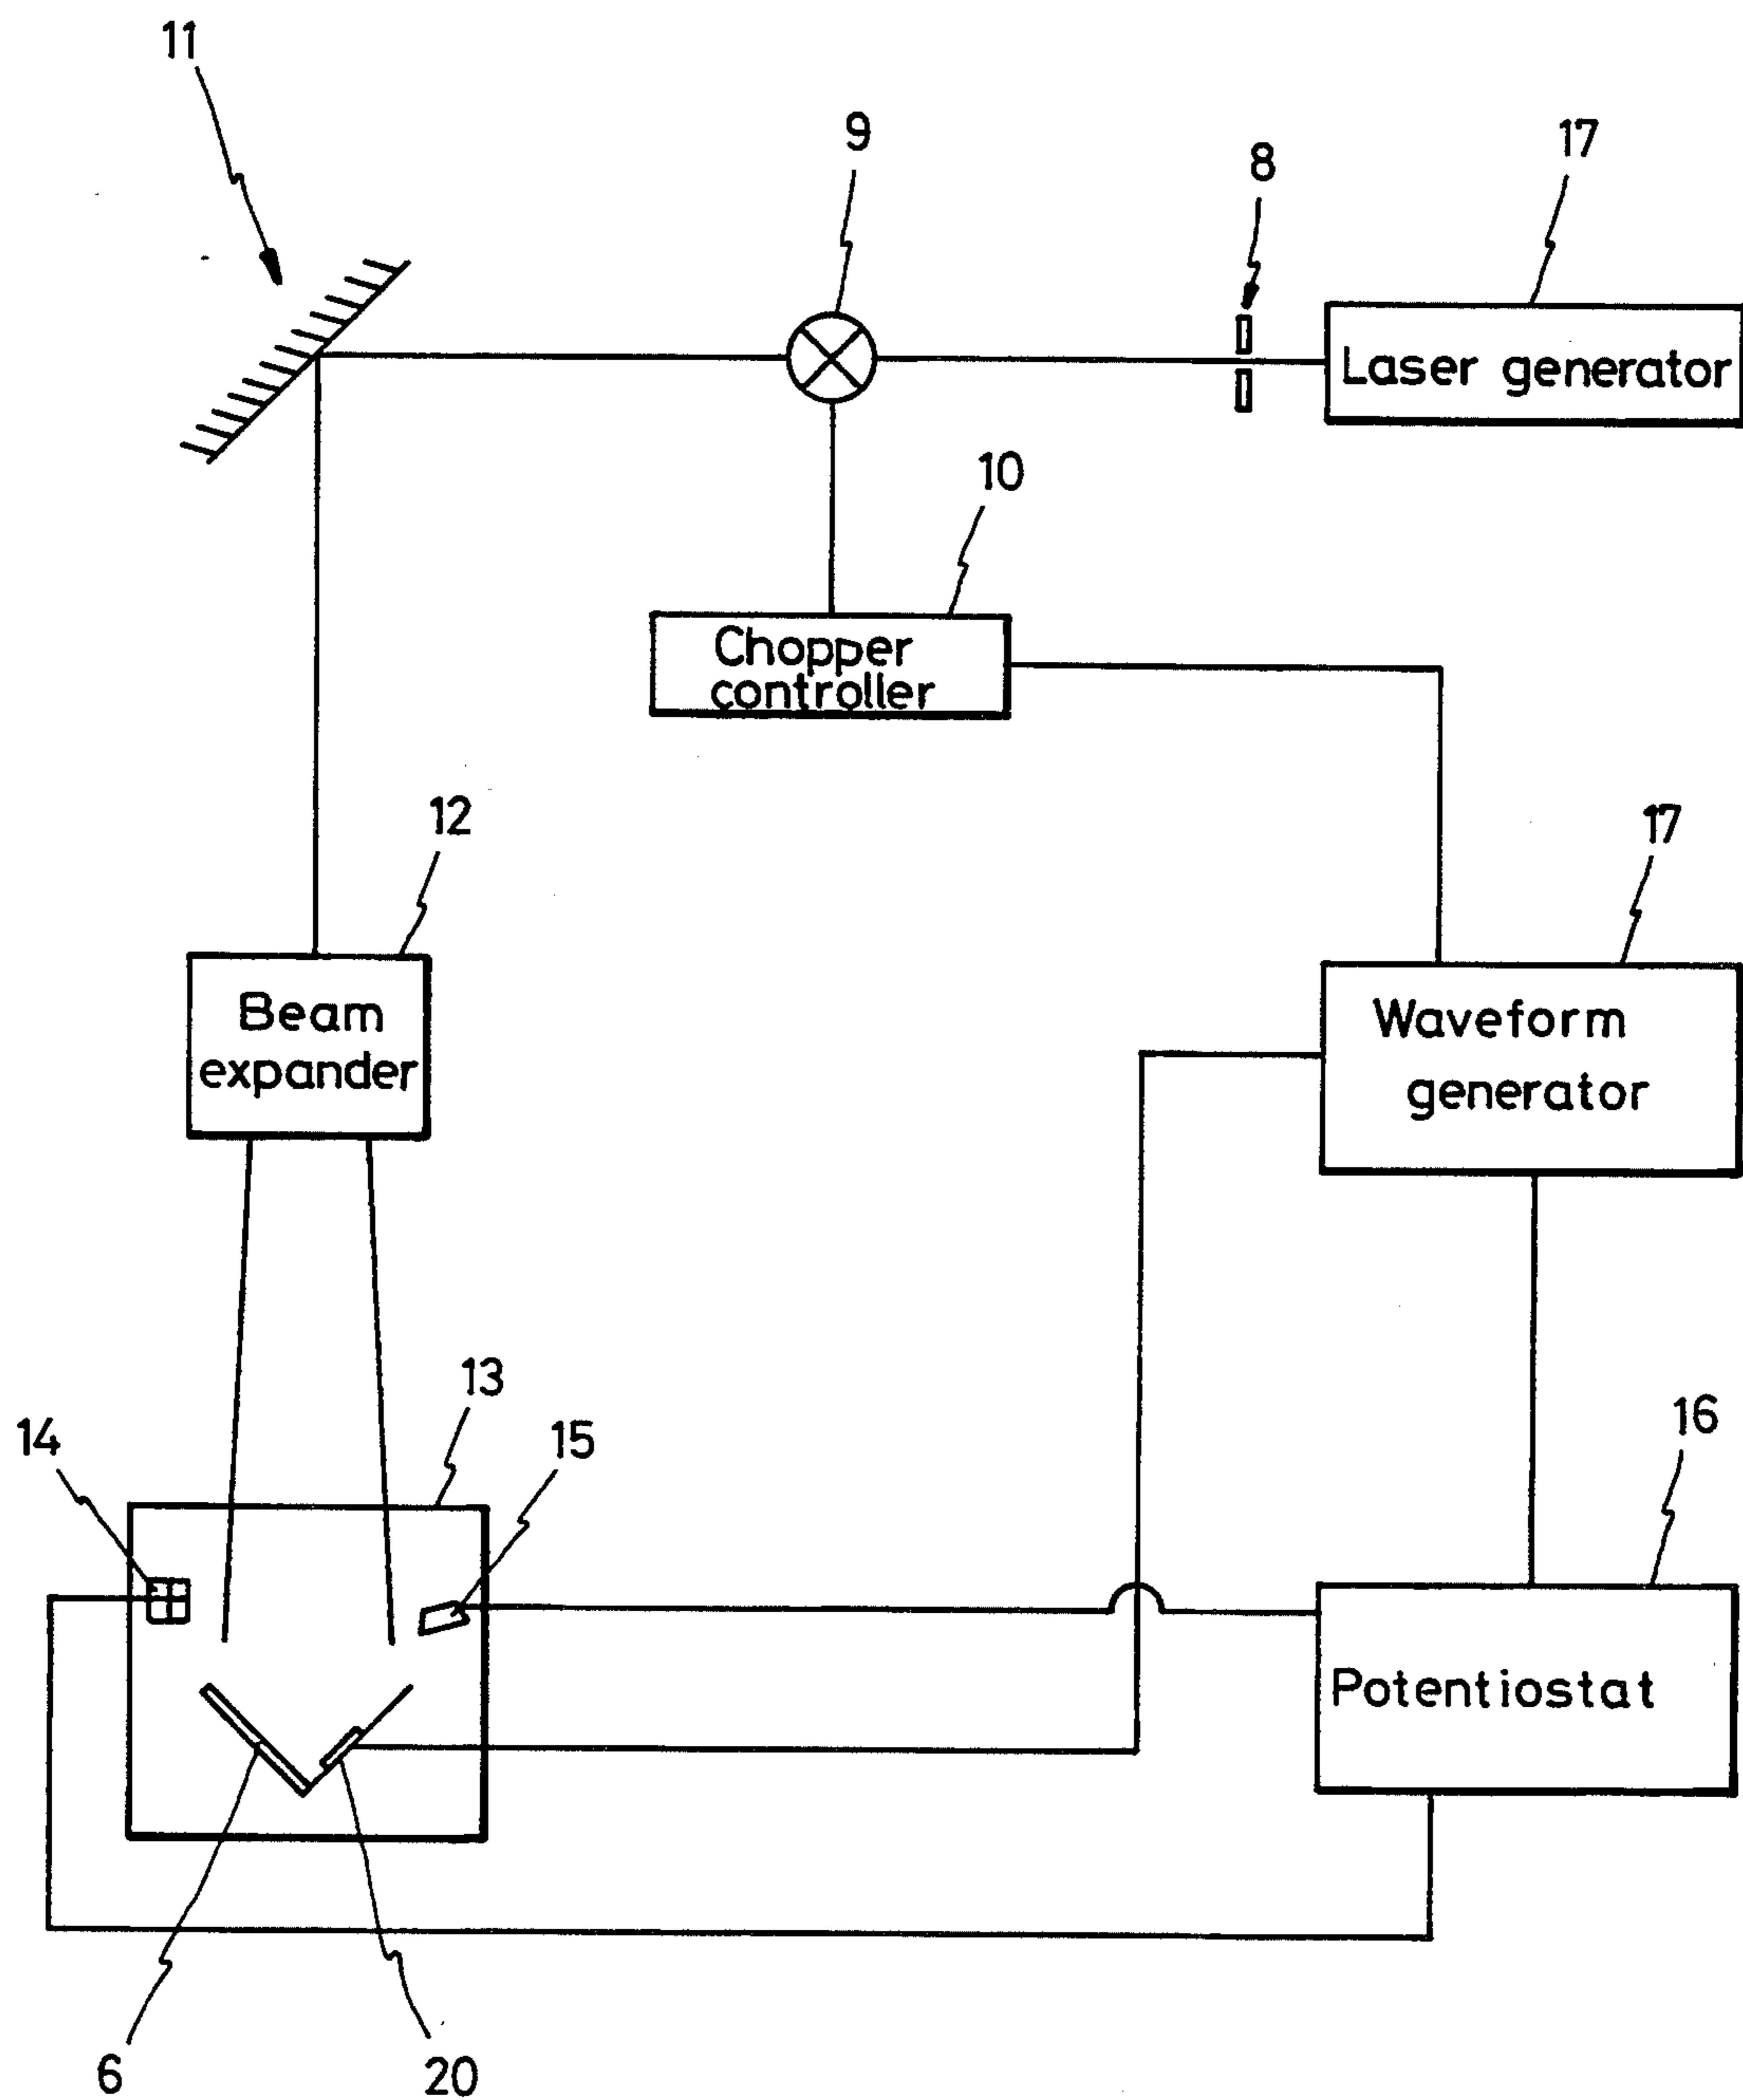 11
9
8
17
Laser generator
10
Chopper
controller
12
17
Beam
expander
Waveform
generator
13
14
15
16
Potentiostat
6
20